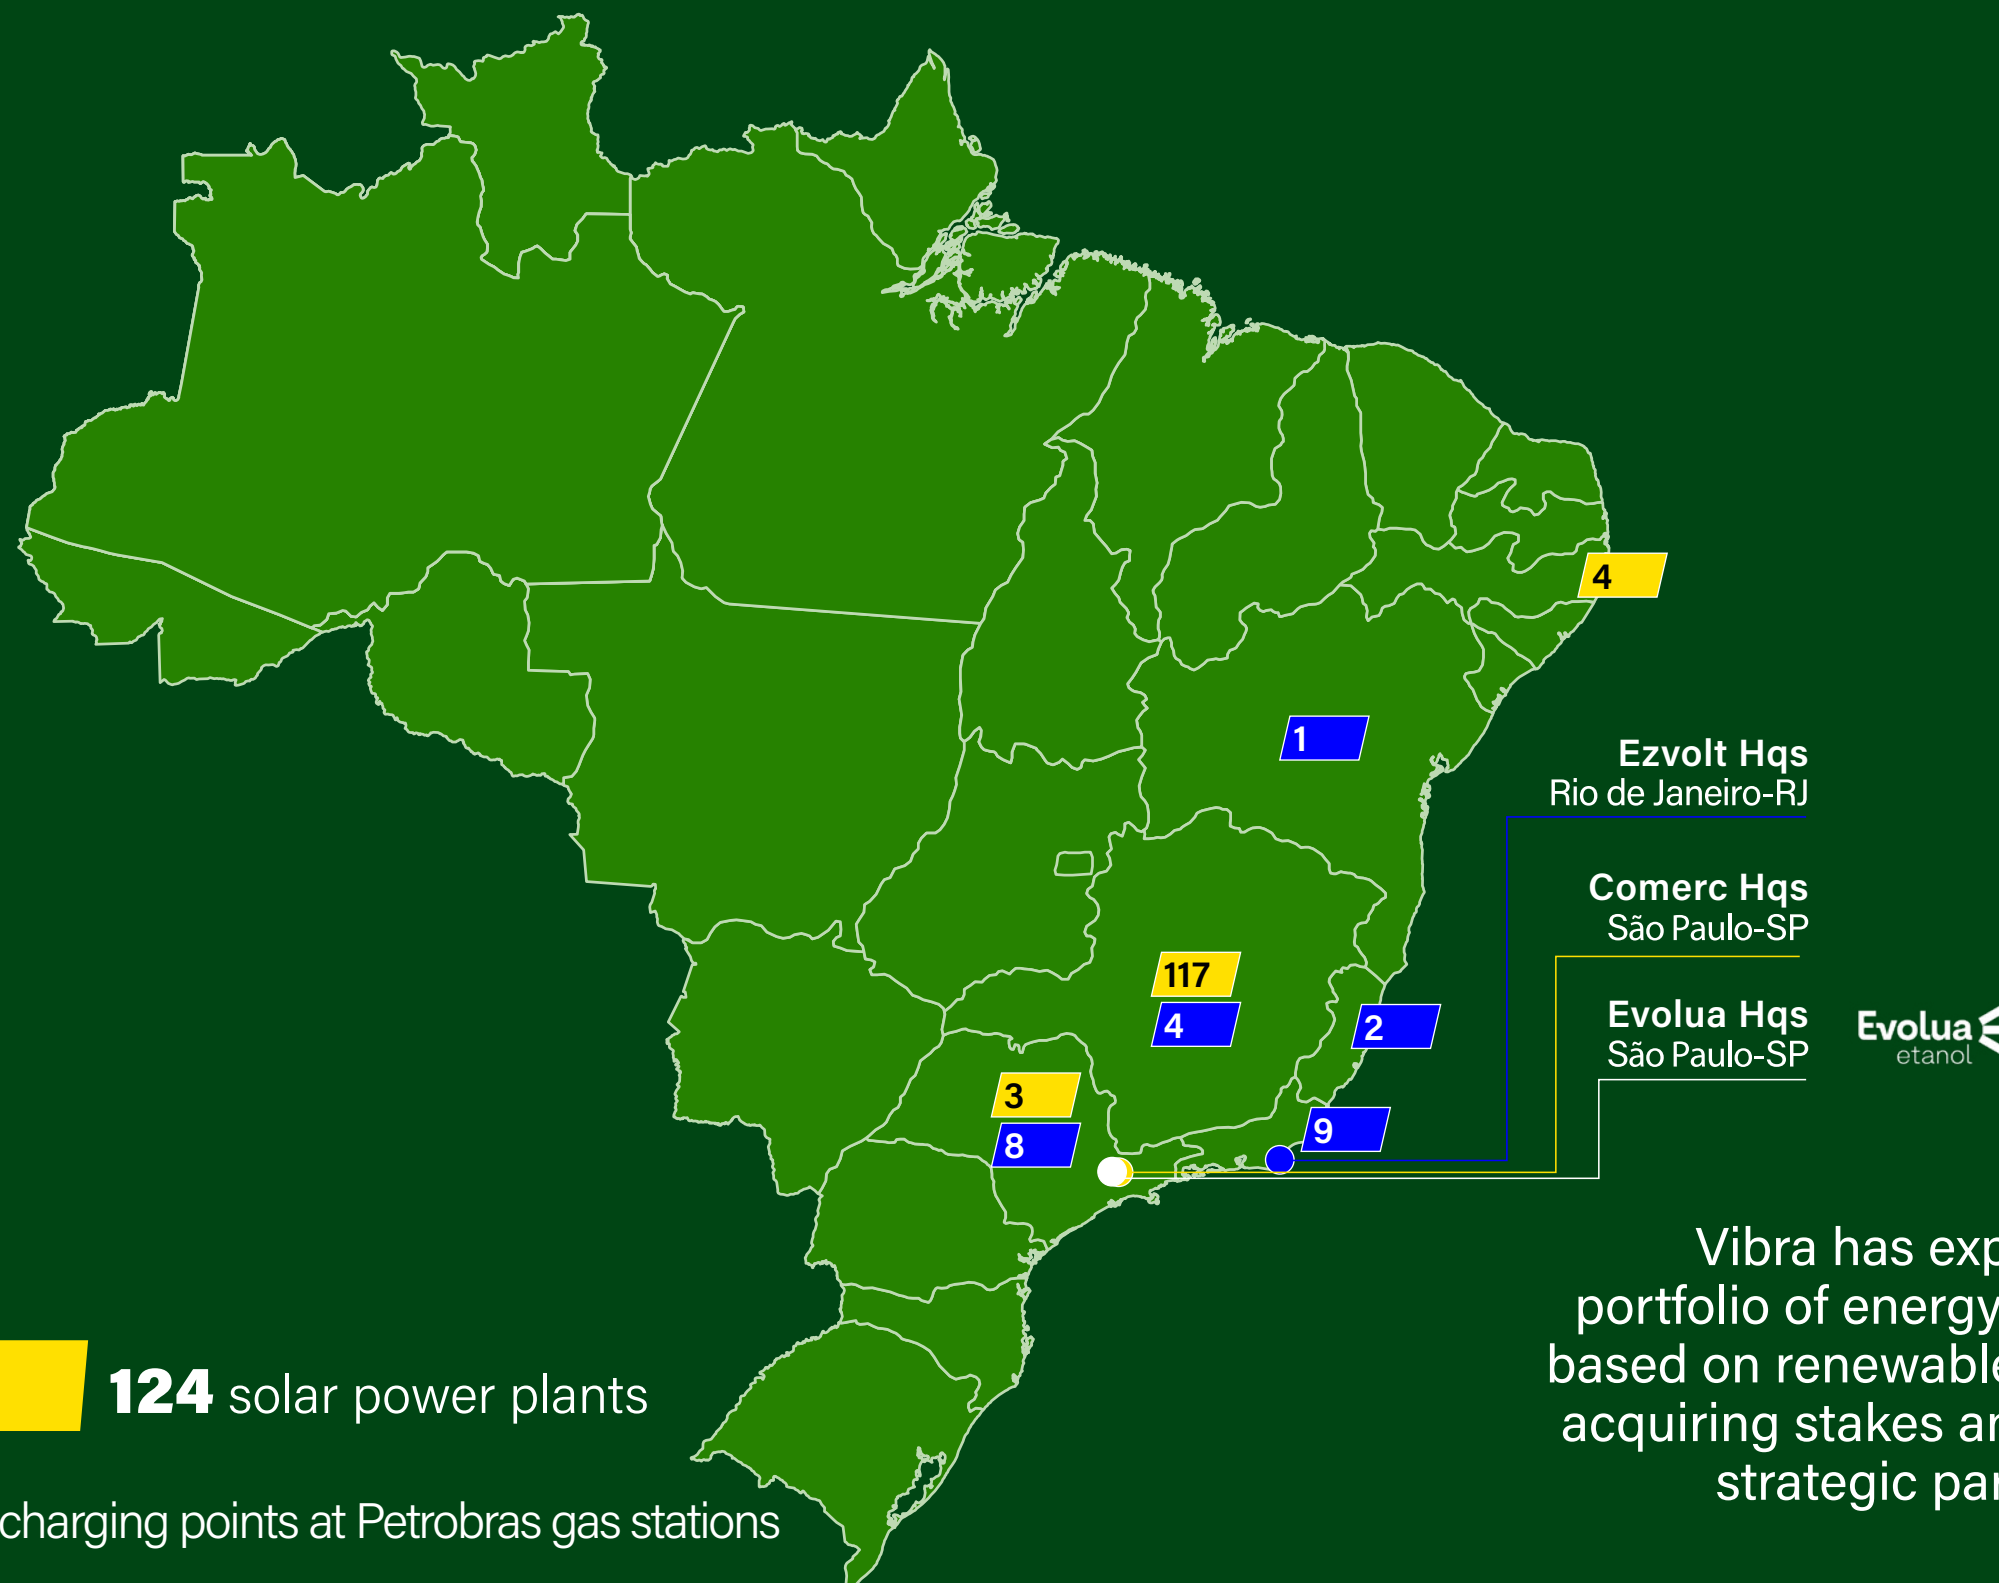 4
1
Ezvolt Hqs
Rio de Janeiro-RJ
Comerc Hqs
São Paulo-SP
117
4
2
Evolua Hqs
São Paulo-SP
Evolua
etanol
3
8
9
Vibra has exp
portfolio of energy
based on renewable
acquiring stakes
strategic par
124 solar power plants
charging points at Petrobras gas stations